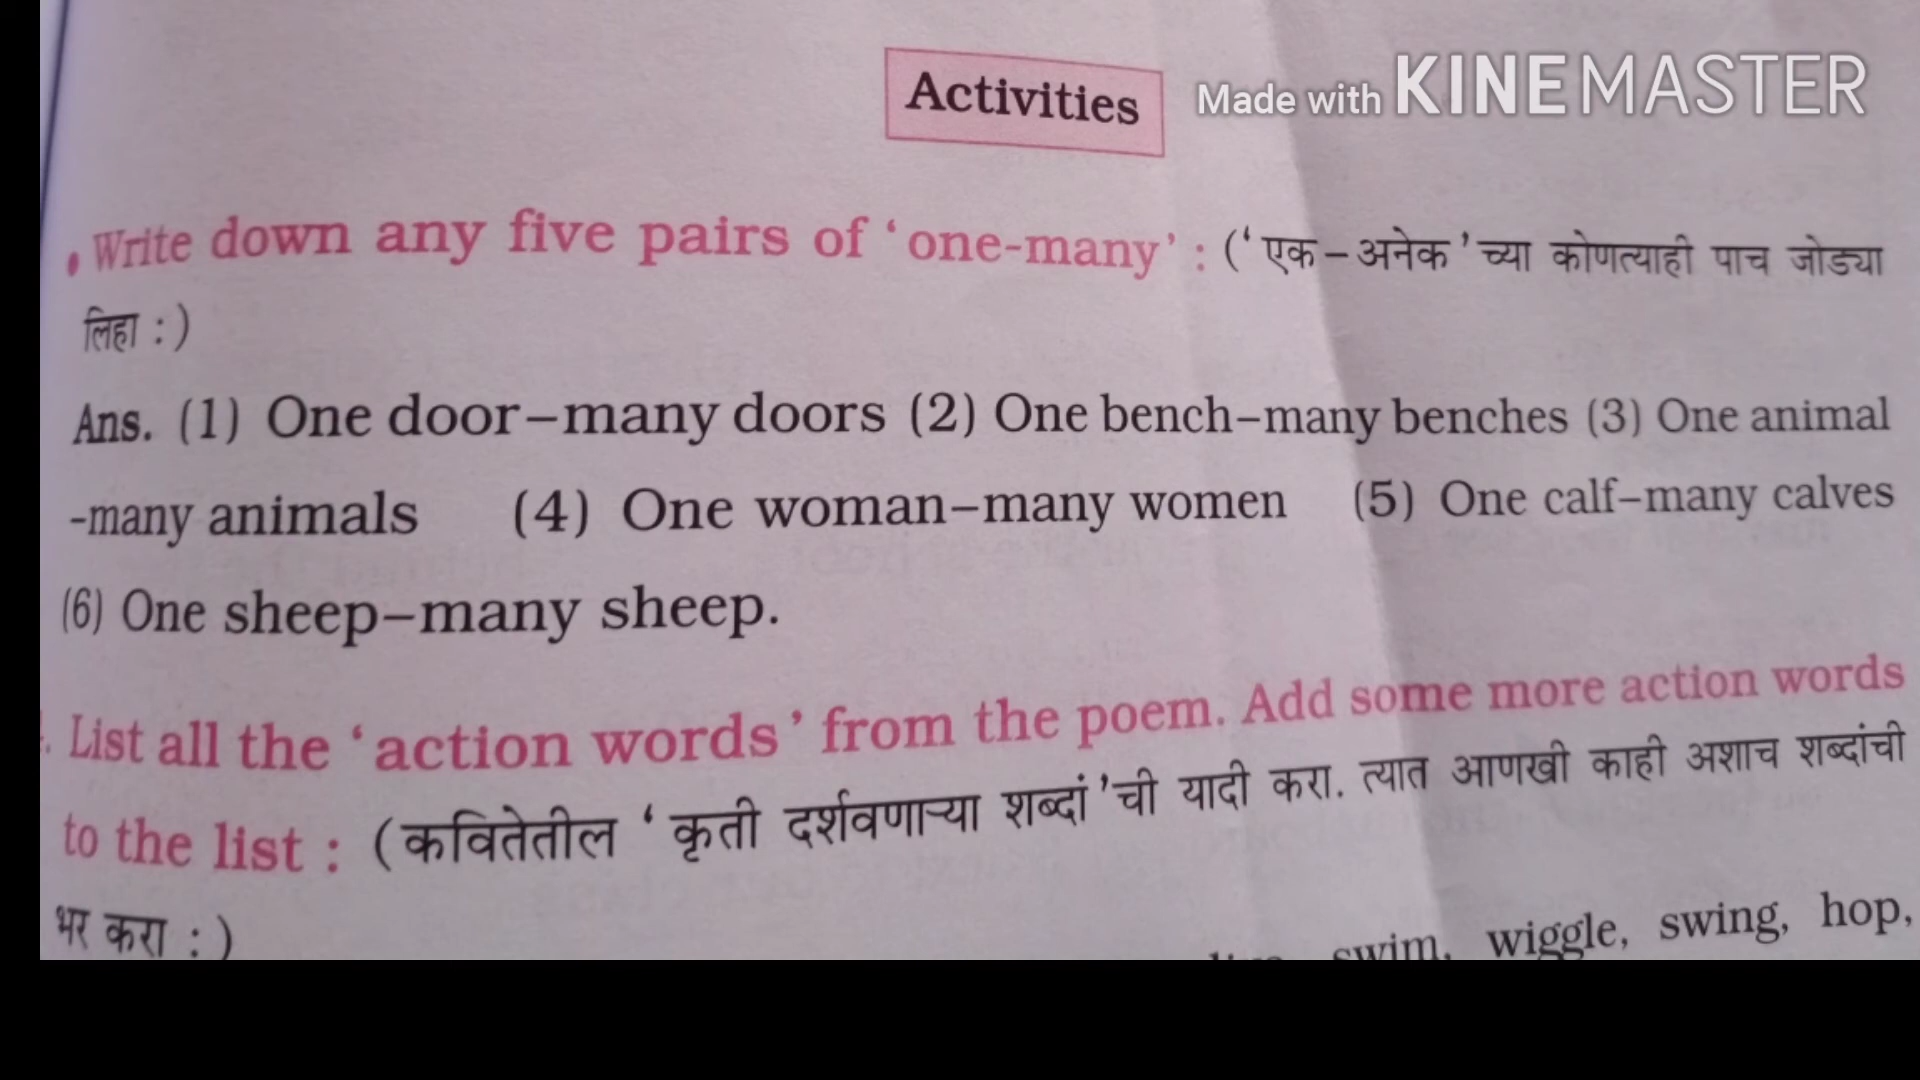 Activities
Made with KINEMASTER
Write down any five pairs of ‘one-many’ : (‘एक – अनेक’च्या कोणत्याही पाच जोड्या
लिहा : )
Ans. (1) One door–many doors (2) One bench–many benches (3) One animal
-many animals (4) One woman–many women (5) One calf–many calves
(6) One sheep–many sheep.
List all the ‘action words’ from the poem. Add some more action words
to the list : (कवितेतील ‘कृती दर्शवणाऱ्या शब्दां’ची यादी करा. त्यात आणखी काही अशाच शब्दांची
भर करा : )
swim, wiggle, swing, hop,